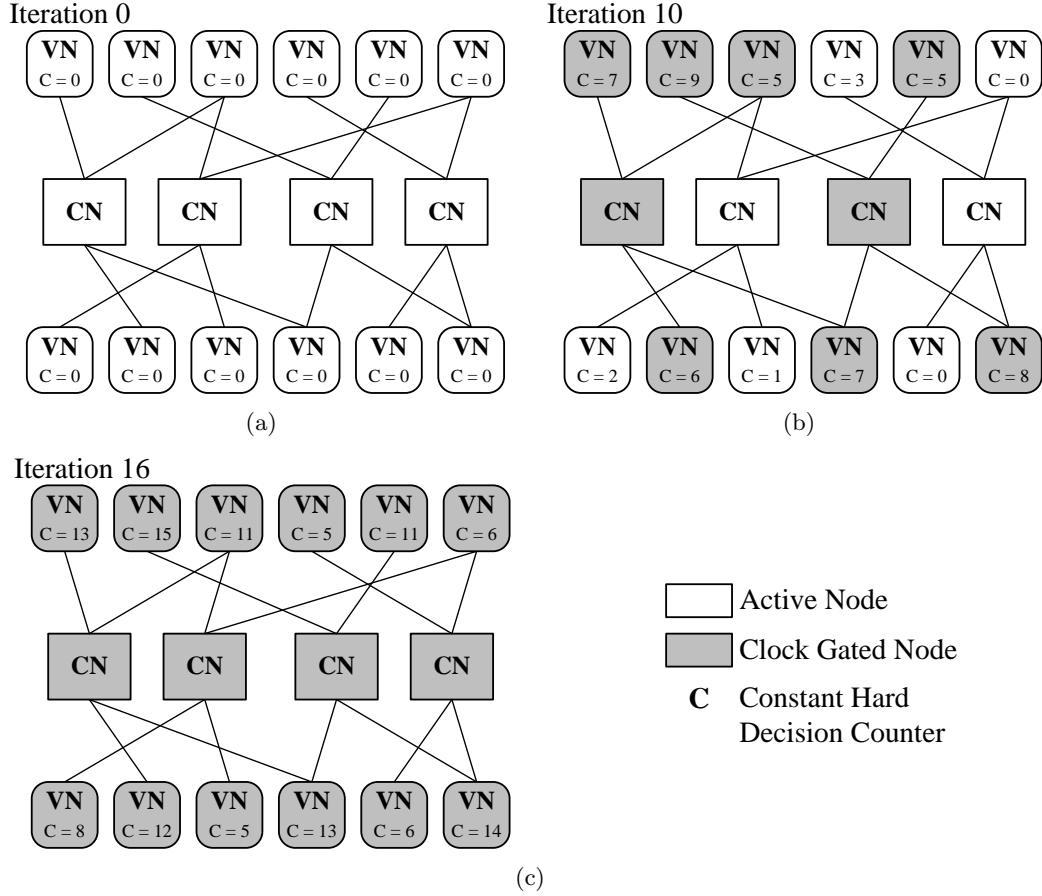 Iteration 0
VN VN VN VN VN VN
C = 0 C = 0 C = 0 C = 0 C = 0 C = 0
CN CN CN CN
VN VN VN VN VN VN
C = 0 C = 0 C = 0 C = 0 C = 0 C = 0
(a)
Iteration 10
VN VN VN VN VN VN
C = 7 C = 9 C = 5 C = 3 C = 5 C = 0
CN CN CN CN
VN VN VN VN VN VN
C = 2 C = 6 C = 1 C = 7 C = 0 C = 8
(b)
Iteration 16
VN VN VN VN VN VN
C = 13 C = 15 C = 11 C = 5 C = 11 C = 6
CN CN CN CN
VN VN VN VN VN VN
C = 8 C = 12 C = 5 C = 13 C = 6 C = 14
Active Node
Clock Gated Node
C Constant Hard
Decision Counter
(c)